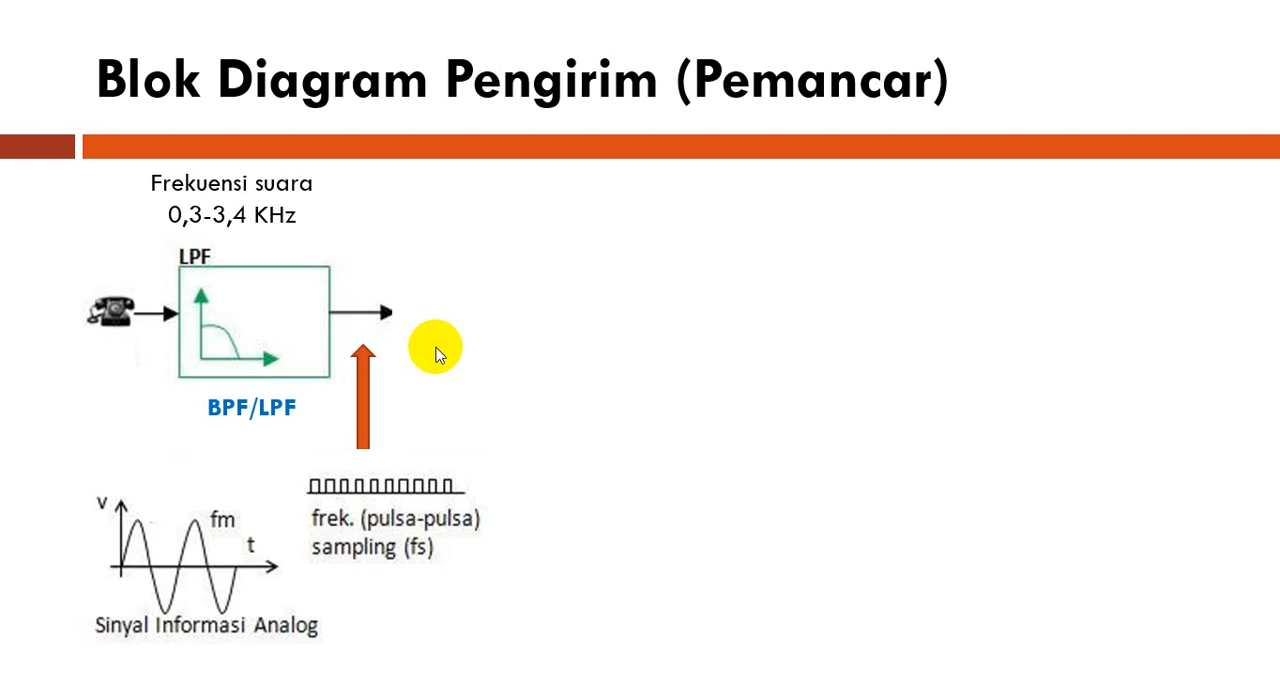 Blok Diagram Pengirim (Pemancar)
Frekuensi suara
0,3-3,4 KHz
LPF
BPF/LPF
v
fm
t
Sinyal Informasi Analog
frek. (pulsa-pulsa)
sampling (fs)